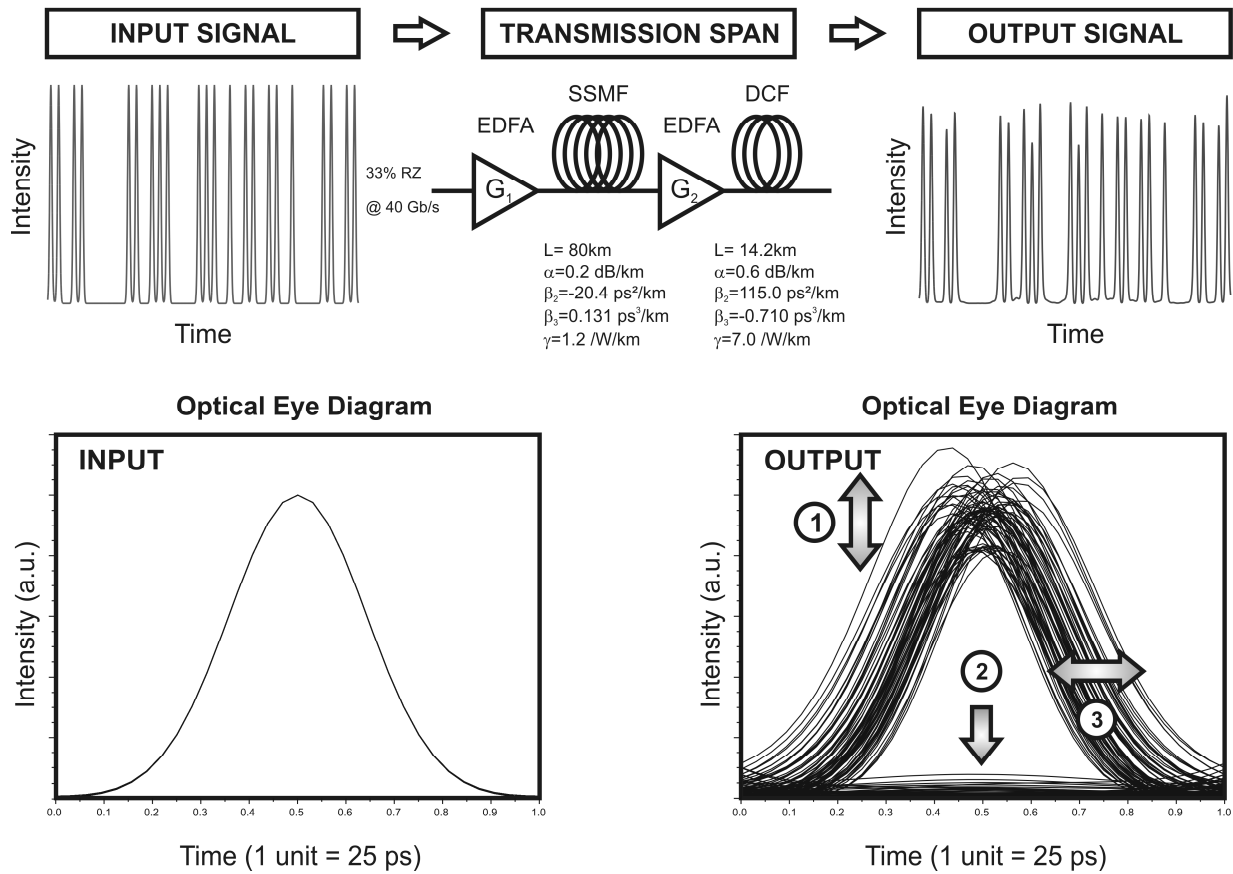 INPUT SIGNAL
TRANSMISSION SPAN
OUTPUT SIGNAL
Intensity
Time
33% RZ
@ 40 Gb/s
EDFA
SSMF
EDFA
DCF
G₁
G₂
L= 80km
α=0.2 dB/km
β₂=-20.4 ps²/km
β₃=0.131 ps³/km
γ=1.2 /W/km
L= 14.2km
α=0.6 dB/km
β₂=115.0 ps²/km
β₃=-0.710 ps³/km
γ=7.0 /W/km
Intensity
Time
Optical Eye Diagram
INPUT
Intensity (a.u.)
0.0 0.1 0.2 0.3 0.4 0.5 0.6 0.7 0.8 0.9 1.0
Time (1 unit = 25 ps)
Optical Eye Diagram
OUTPUT
1
2
3
Intensity (a.u.)
0.0 0.1 0.2 0.3 0.4 0.5 0.6 0.7 0.8 0.9 1.0
Time (1 unit = 25 ps)